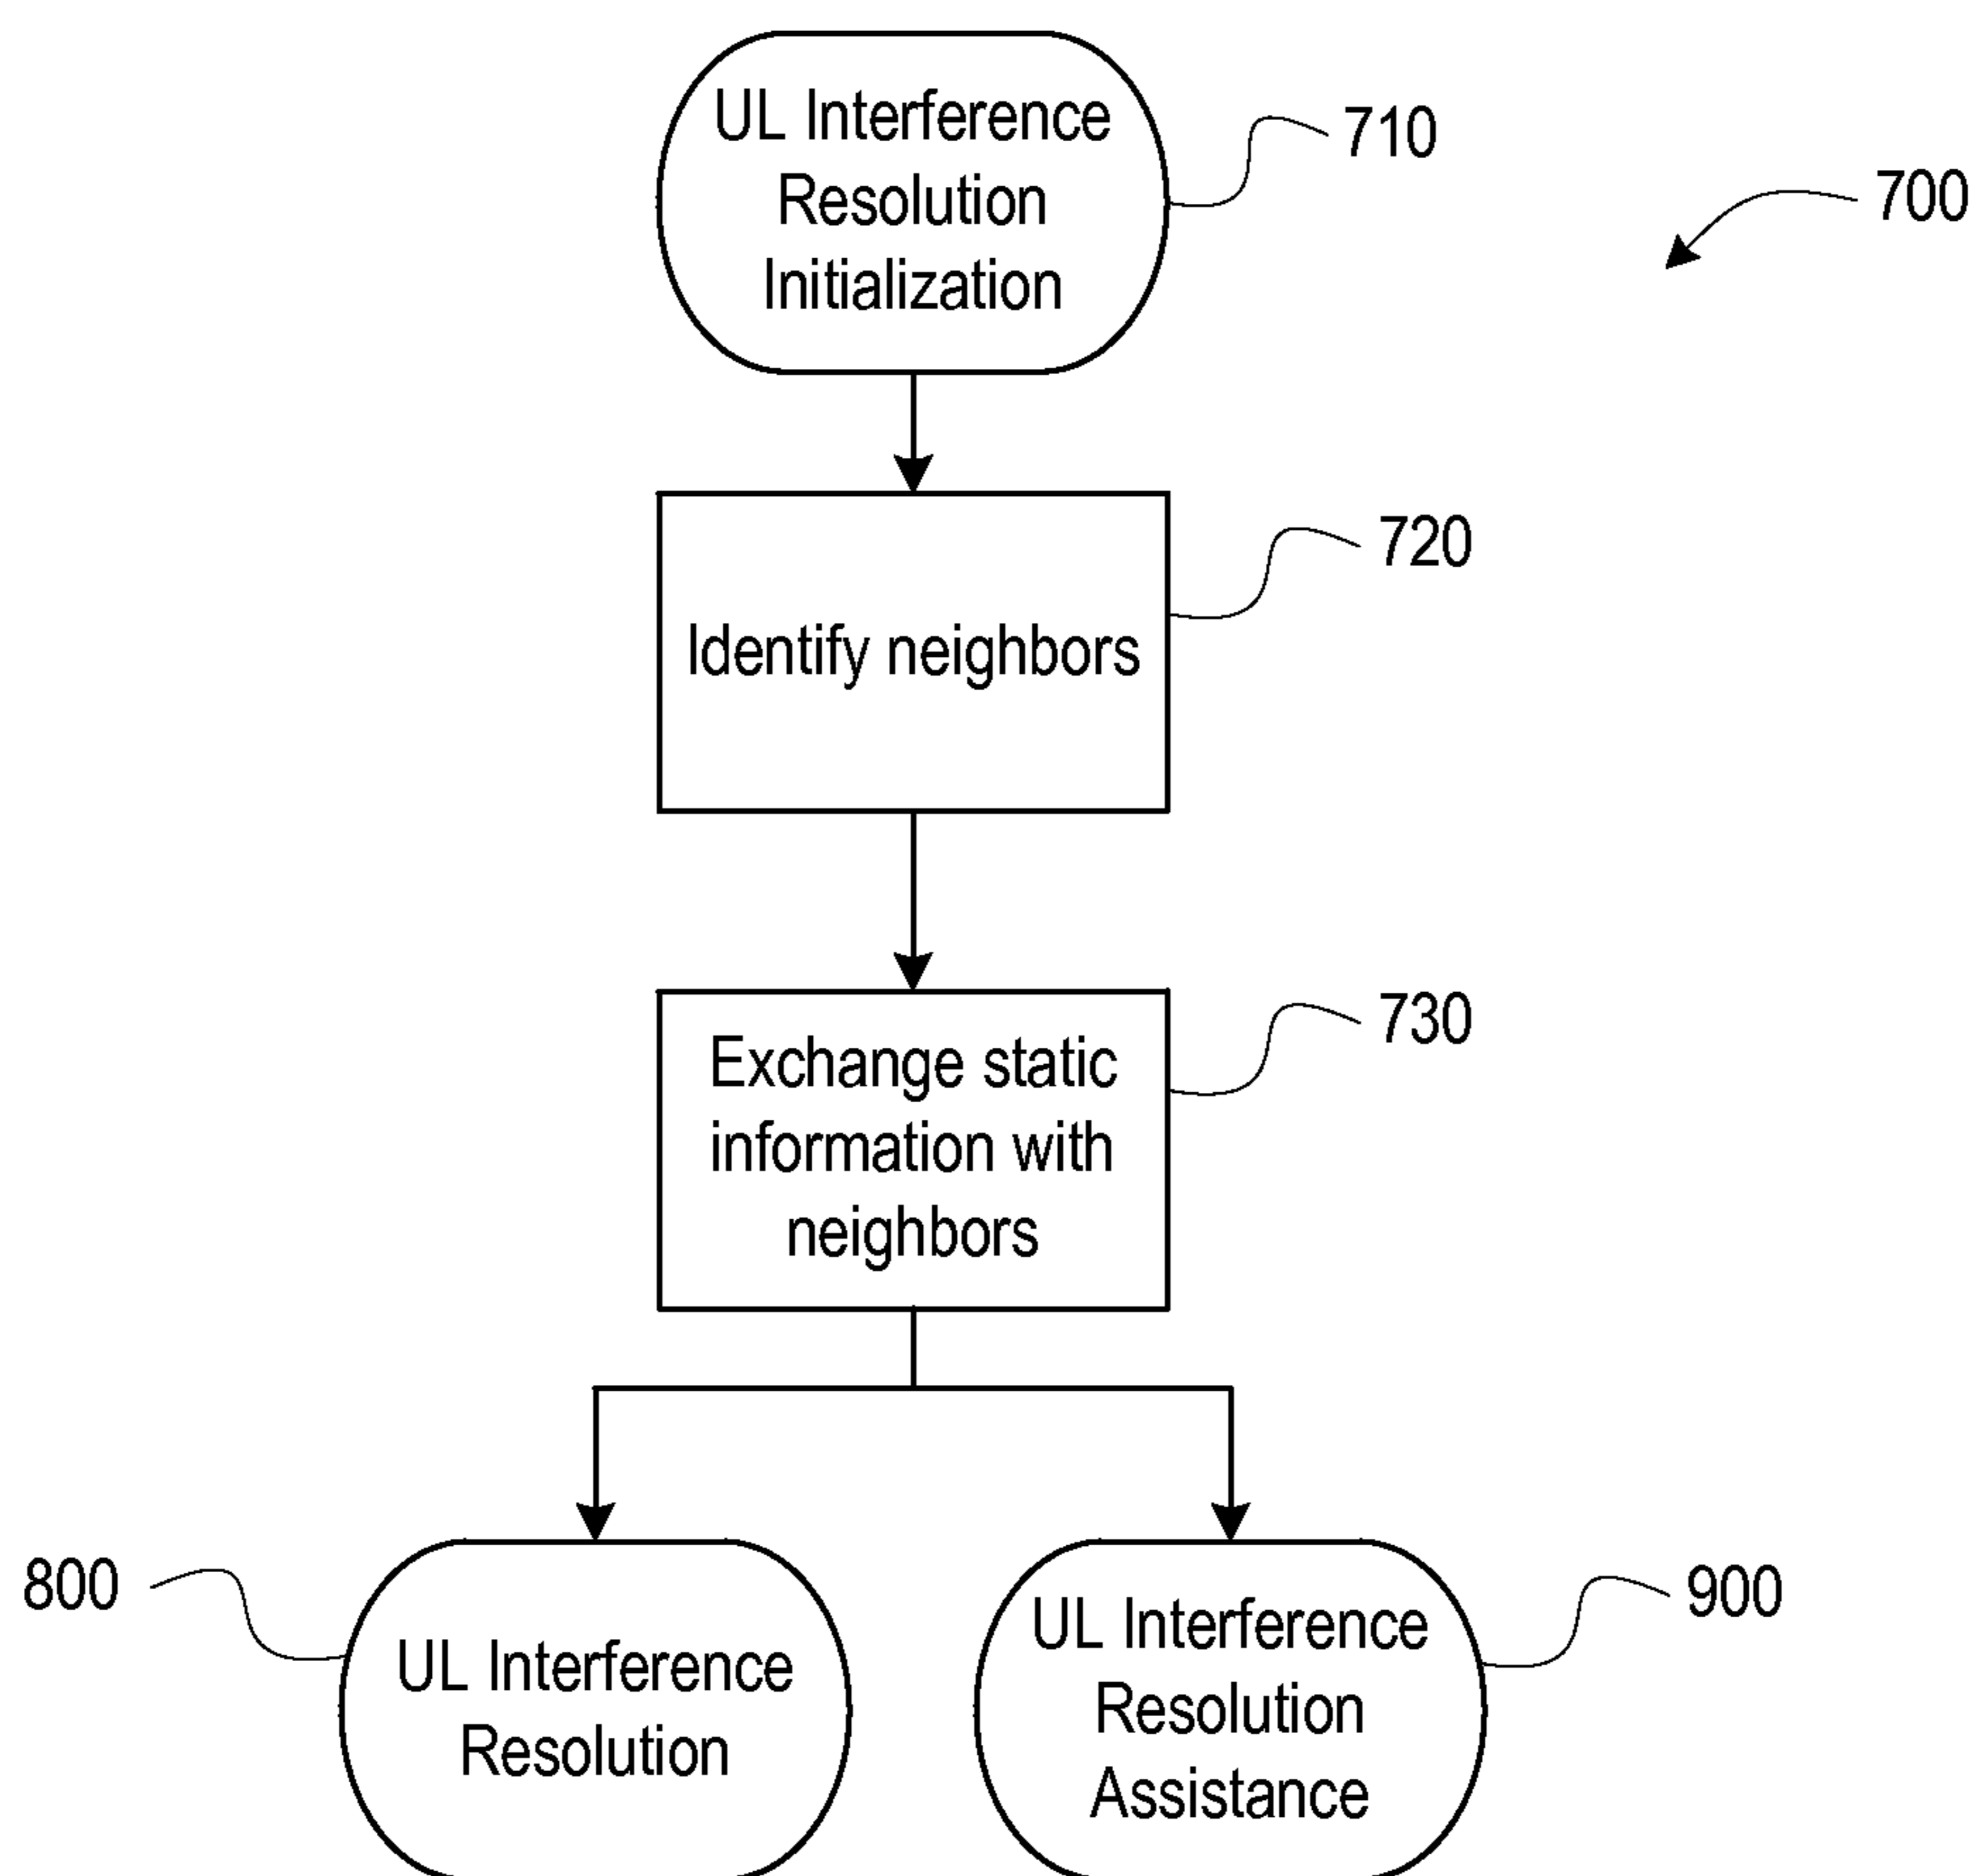 UL Interference
Resolution
Initialization
710
700
720
Identify neighbors
730
Exchange static
information with
neighbors
800
UL Interference
Resolution
900
UL Interference
Resolution
Assistance